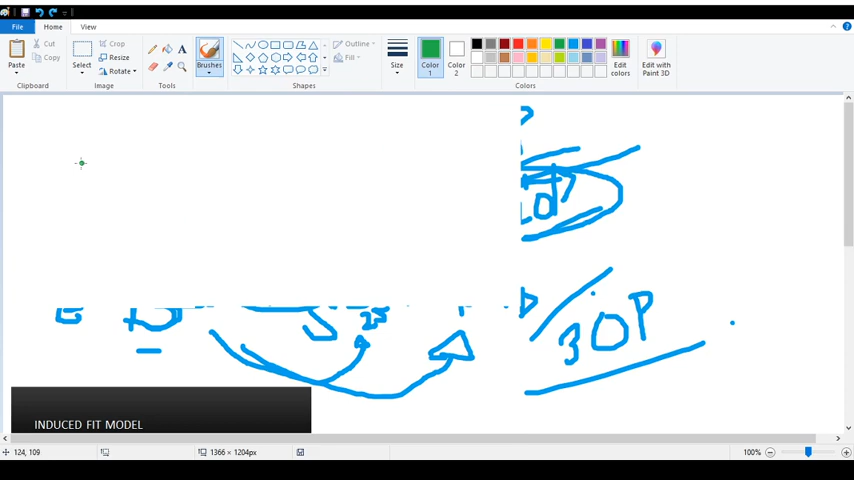 File Home View
Paste Cut Copy Clipboard
Select Crop Resize Rotate Image
Tools
Brushes
Outline Fill Shapes
Size
Color 1
Color 2
Edit colors
Colors
Edit with Paint 3D
30P
INDUCED FIT MODEL
124, 109
1366 × 1204px
100%